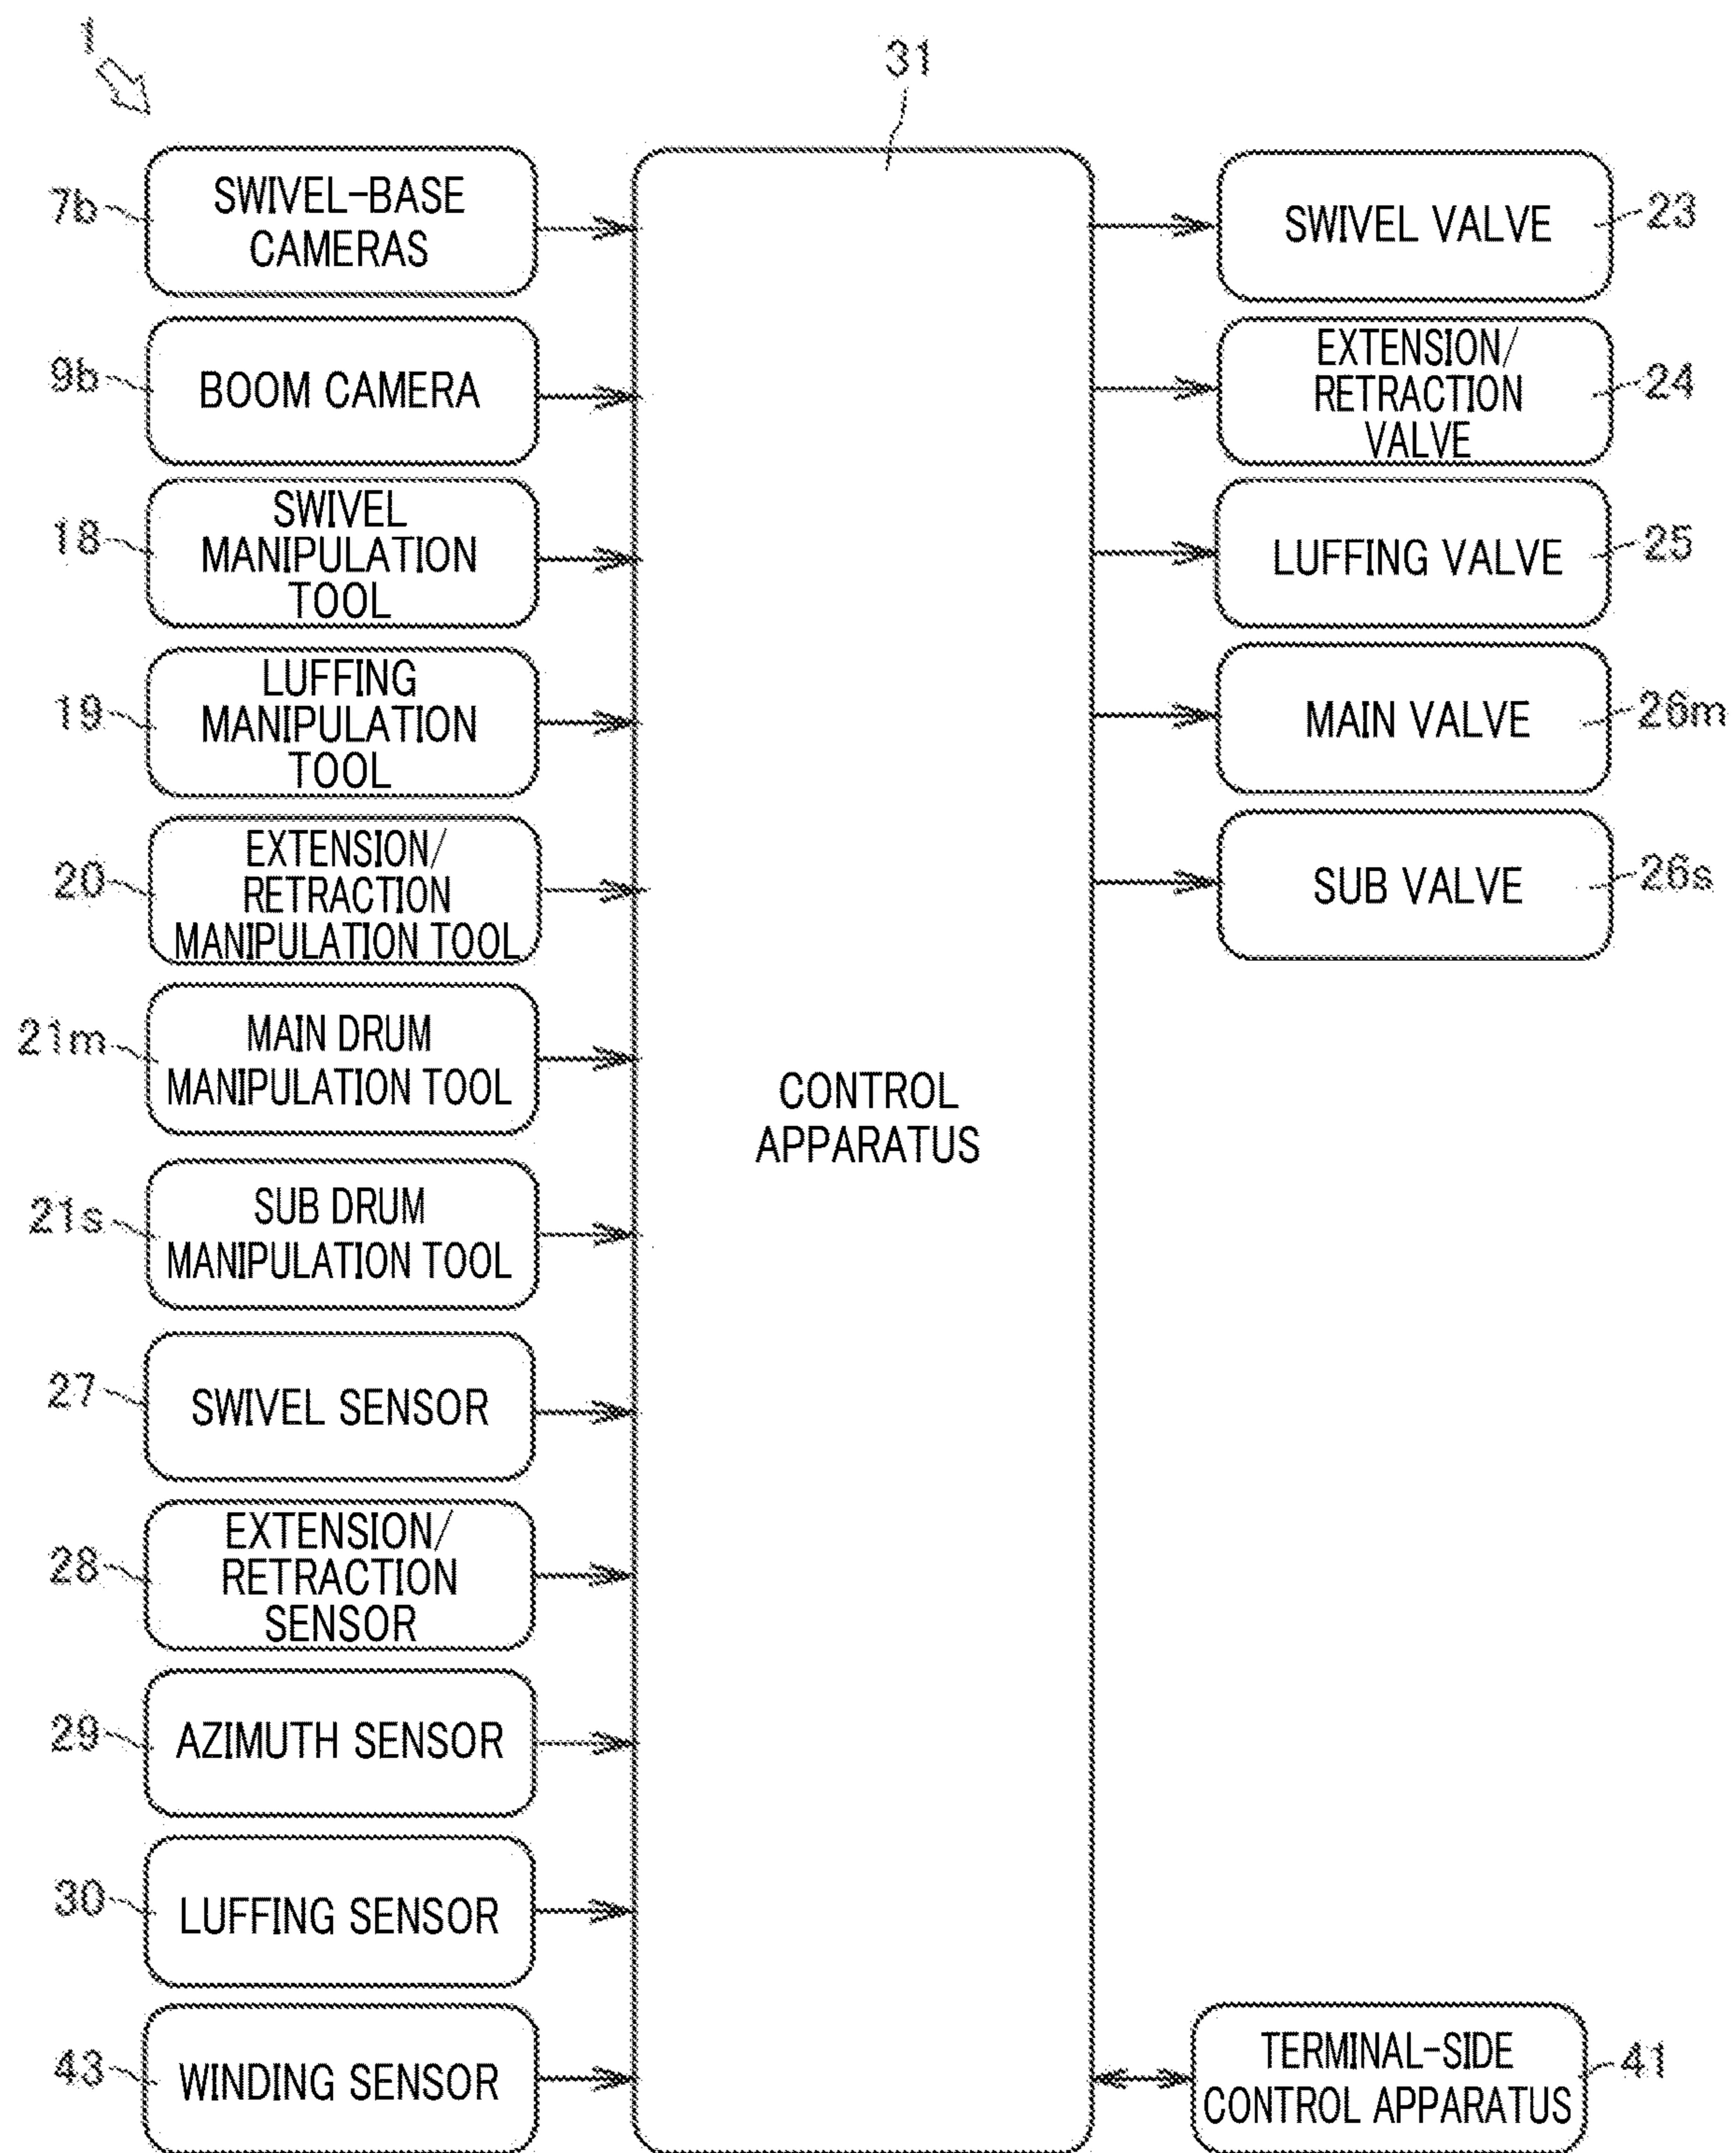 1
31
7b
SWIVEL-BASE
CAMERAS
9b
BOOM CAMERA
18
SWIVEL
MANIPULATION
TOOL
19
LUFFING
MANIPULATION
TOOL
20
EXTENSION/
RETRACTION
MANIPULATION TOOL
21m
MAIN DRUM
MANIPULATION TOOL
21s
SUB DRUM
MANIPULATION TOOL
27
SWIVEL SENSOR
28
EXTENSION/
RETRACTION
SENSOR
29
AZIMUTH SENSOR
30
LUFFING SENSOR
43
WINDING SENSOR
CONTROL
APPARATUS
SWIVEL VALVE
23
EXTENSION/
RETRACTION
VALVE
24
LUFFING VALVE
25
MAIN VALVE
26m
SUB VALVE
26s
TERMINAL-SIDE
CONTROL APPARATUS
41